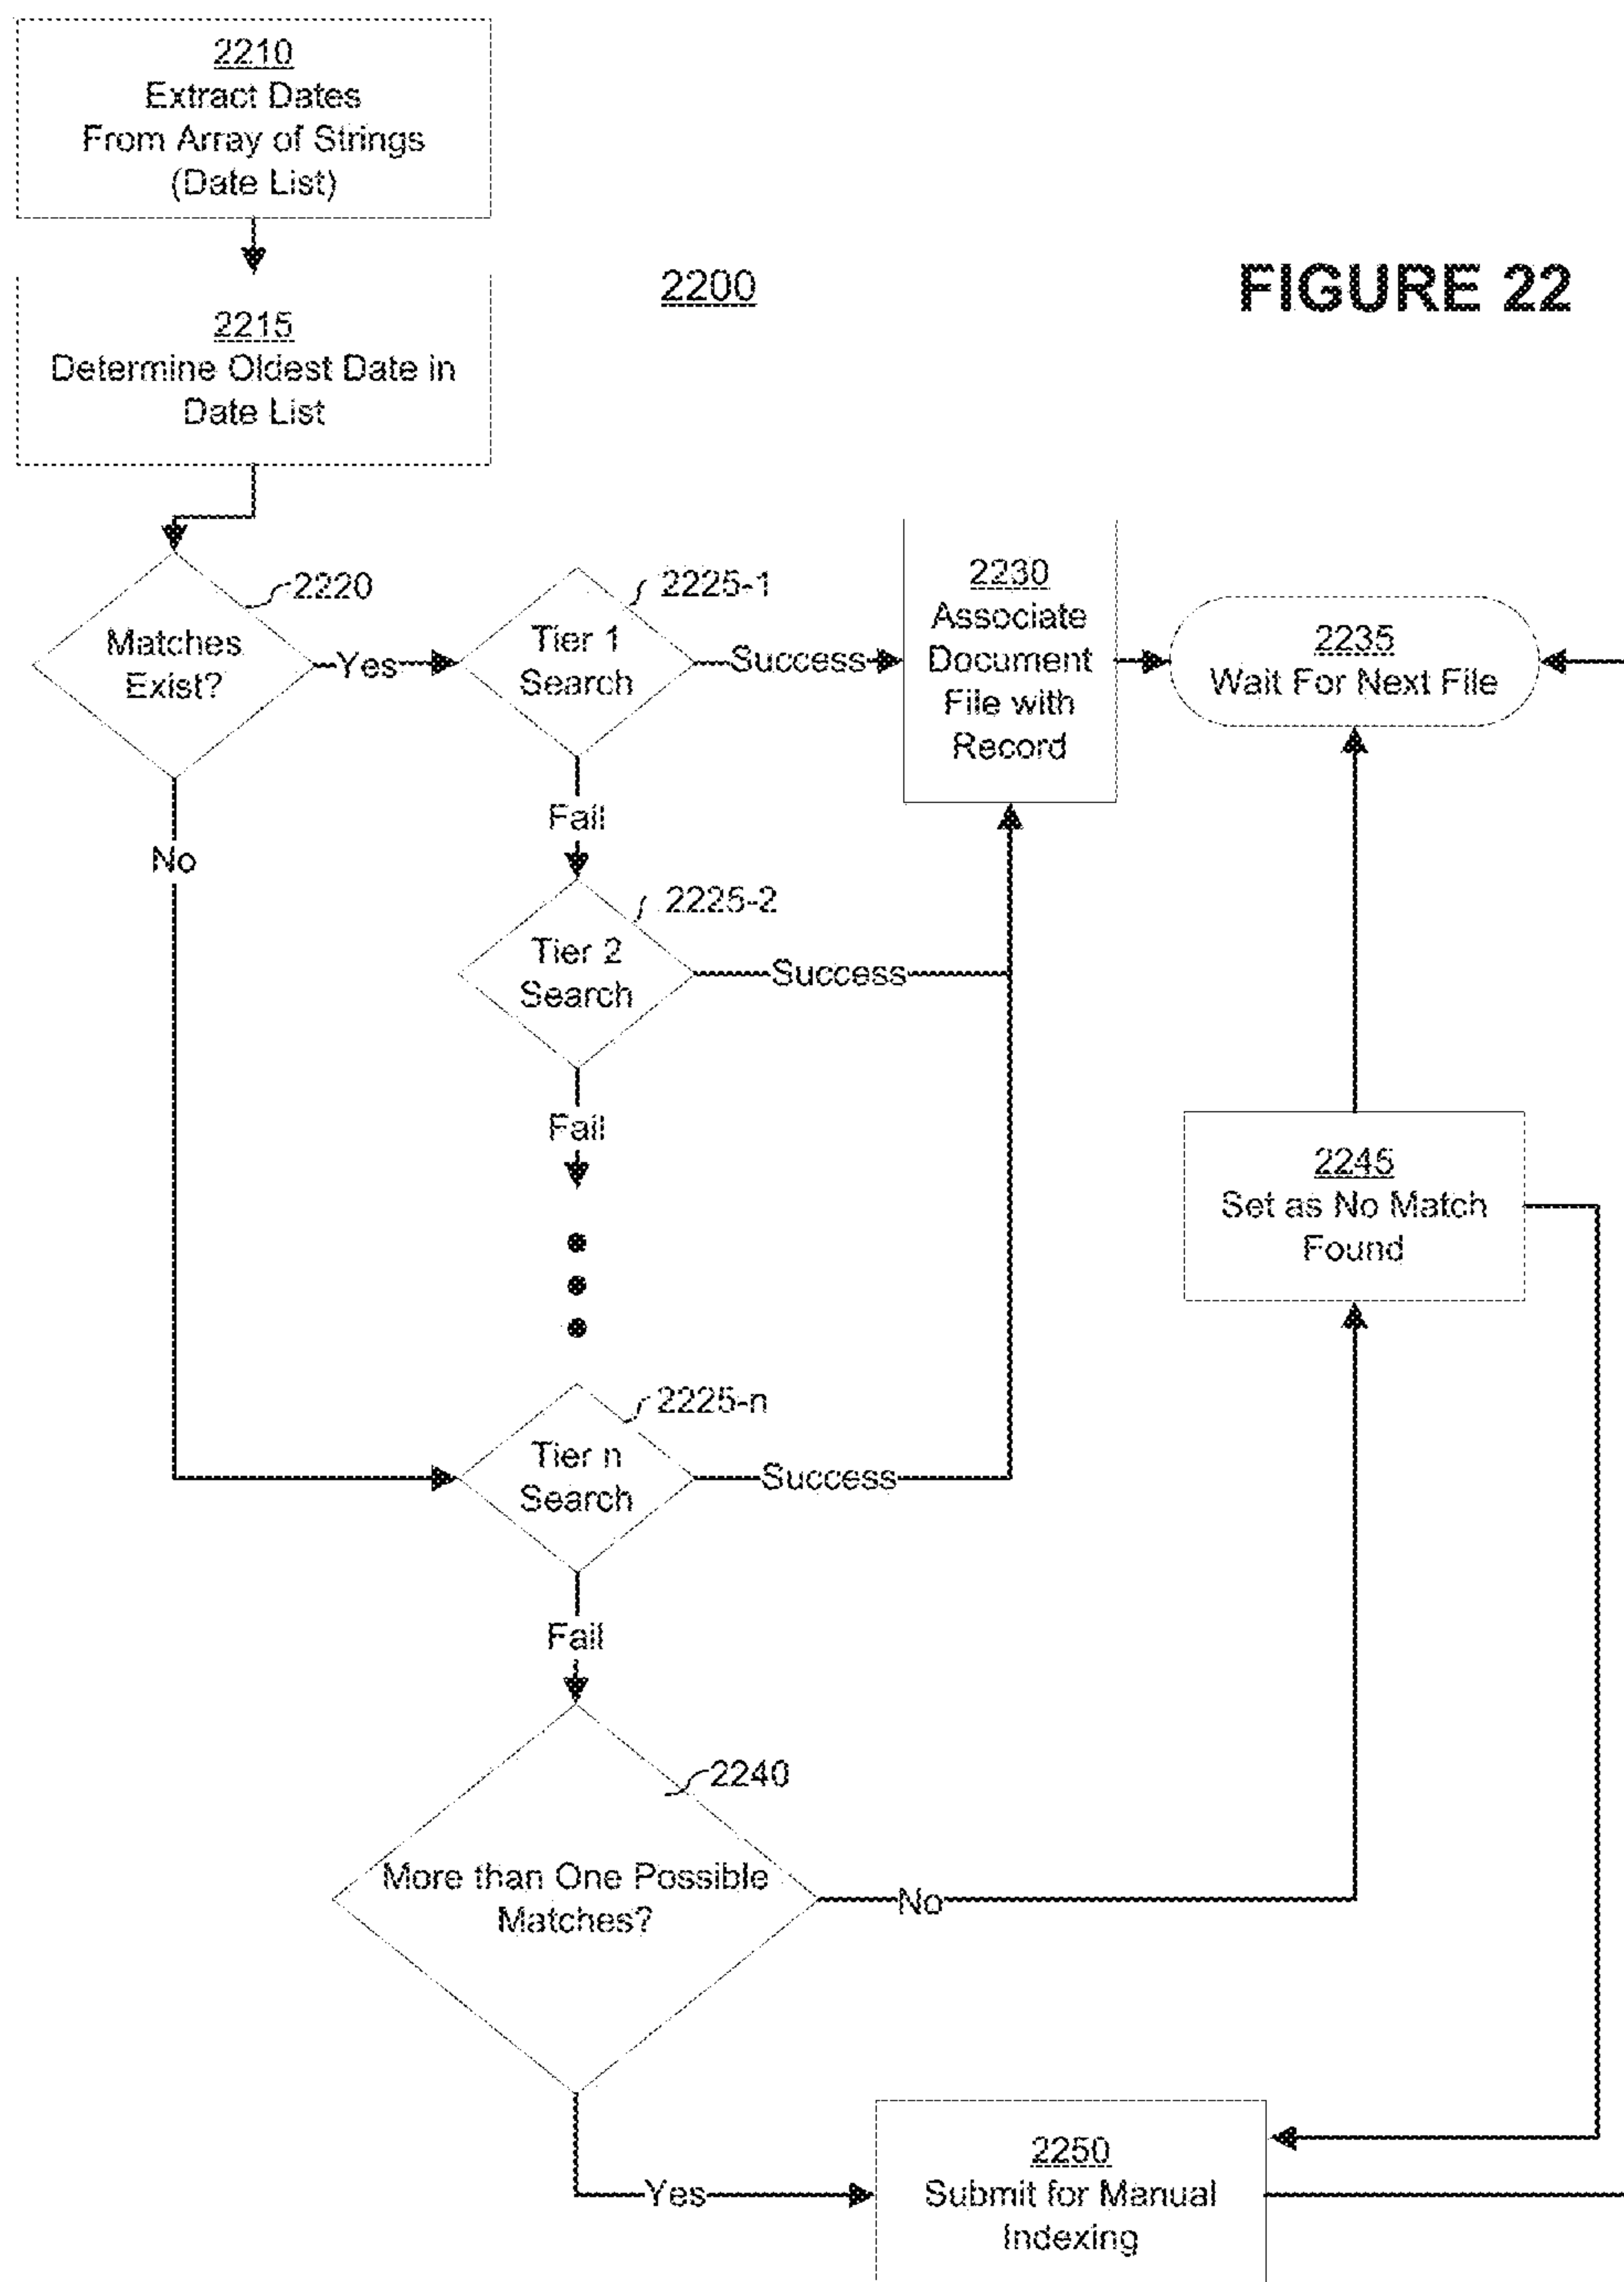 2210
Extract Dates
From Array of Strings
(Date List)
2200
FIGURE 22
2215
Determine Oldest Date in
Date List
2220
Matches
Exist?
Yes
2225-1
Tier 1
Search
Success
2230
Associate
Document
File with
Record
2235
Wait For Next File
No
Fail
2225-2
Tier 2
Search
Success
Fail
2245
Set as No Match
Found
2225-n
Tier n
Search
Success
Fail
2240
More than One Possible
Matches?
No
Yes
2250
Submit for Manual
Indexing